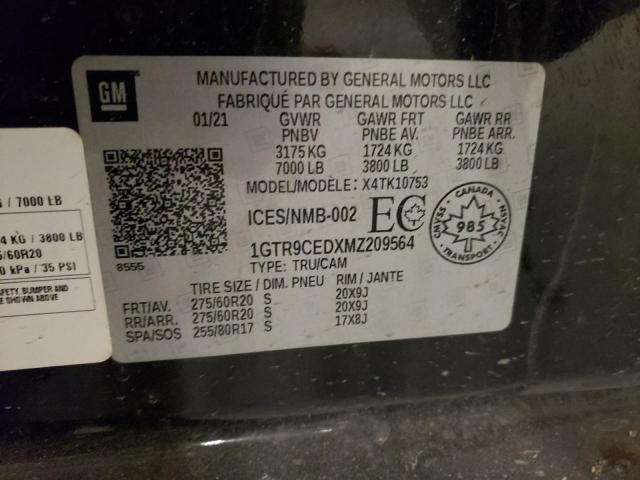 GM
MANUFACTURED BY GENERAL MOTORS LLC
FABRIQUÉ PAR GENERAL MOTORS LLC
01/21 GVWR GAWR FRT GAWR RR
PNBV PNBE AV. PNBE ARR.
3175 KG 1724 KG 1724 KG
7000 LB 3800 LB 3800 LB
MODEL/MODÈLE: X4TK10753
ICES/NMB-002 EC
CANADA
985
TRANSPORT
1GTR9CEDXMZ209564
8555 TYPE: TRU/CAM
TIRE SIZE / DIM. PNEU RIM / JANTE
FRT/AV. 275/60R20 S 20X9J
RR/ARR. 275/60R20 S 20X9J
SPA/SOS 255/80R17 S 17X8J
/ 7000 LB
4 KG / 3800 LB
/60R20
0 kPa / 35 PSI
AFETY, BUMPER AND
E SHOWN ABOVE.